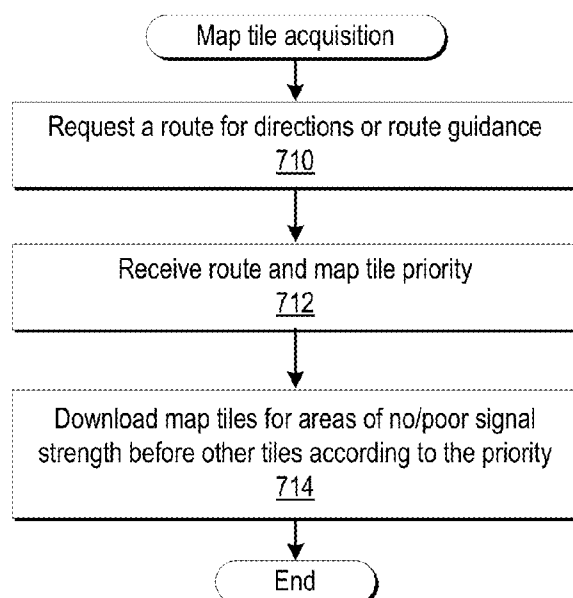 Map tile acquisition
Request a route for directions or route guidance
710
Receive route and map tile priority
712
Download map tiles for areas of no/poor signal
strength before other tiles according to the priority
714
End